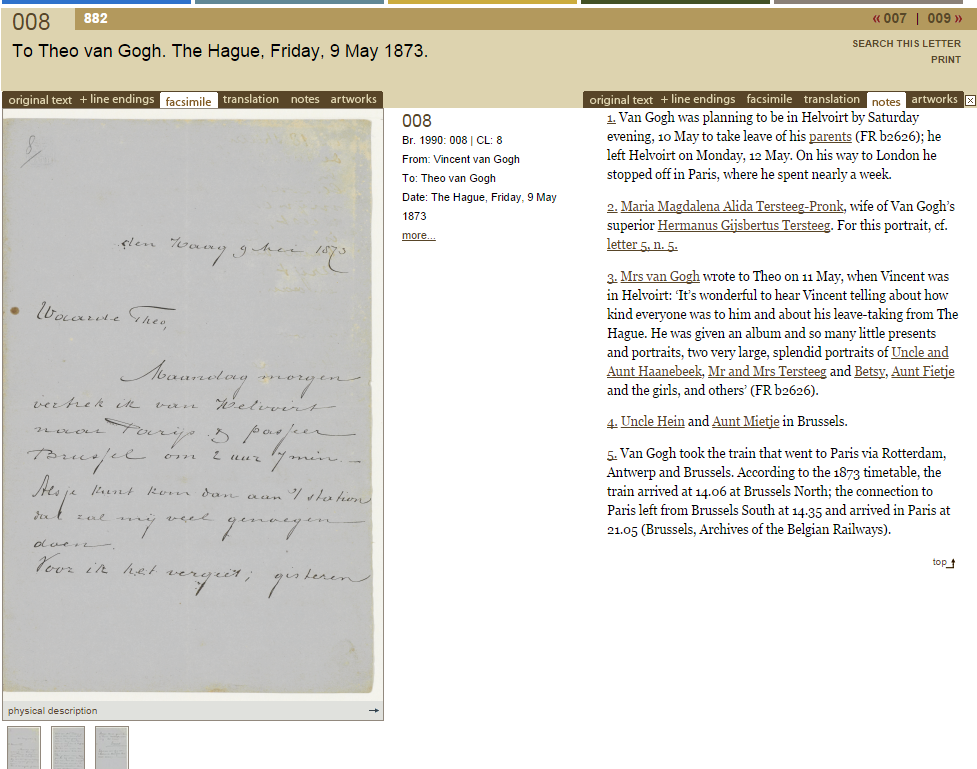 008
882
« 007 | 009 »
To Theo van Gogh. The Hague, Friday, 9 May 1873.
SEARCH THIS LETTER
PRINT
original text + line endings facsimile translation notes artworks
original text + line endings facsimile translation notes artworks
8/
den Haag 9 Mei 1873
Waarde Theo,
Maandag morgen
vertrek ik van Helvoirt
naar Parijs & passeer
Brussel om 2 uur 7 min.
Als je kunt kom dan aan 't station
dat zal mij veel genoegen
doen.
Voor ik het vergeet; gisteren
physical description →
008
Br. 1990: 008 | CL: 8
From: Vincent van Gogh
To: Theo van Gogh
Date: The Hague, Friday, 9 May
1873
more...
1. Van Gogh was planning to be in Helvoirt by Saturday
evening, 10 May to take leave of his parents (FR b2626); he
left Helvoirt on Monday, 12 May. On his way to London he
stopped off in Paris, where he spent nearly a week.
2. Maria Magdalena Alida Tersteeg-Pronk, wife of Van Gogh's
superior Hermanus Gijsbertus Tersteeg. For this portrait, cf.
letter 5, n. 5.
3. Mrs van Gogh wrote to Theo on 11 May, when Vincent was
in Helvoirt: 'It's wonderful to hear Vincent telling about how
kind everyone was to him and about his leave-taking from The
Hague. He was given an album and so many little presents
and portraits, two very large, splendid portraits of Uncle and
Aunt Haanebeek, Mr and Mrs Tersteeg and Betsy, Aunt Fietje
and the girls, and others' (FR b2626).
4. Uncle Hein and Aunt Mietje in Brussels.
5. Van Gogh took the train that went to Paris via Rotterdam,
Antwerp and Brussels. According to the 1873 timetable, the
train arrived at 14.06 at Brussels North; the connection to
Paris left from Brussels South at 14.35 and arrived in Paris at
21.05 (Brussels, Archives of the Belgian Railways).
top